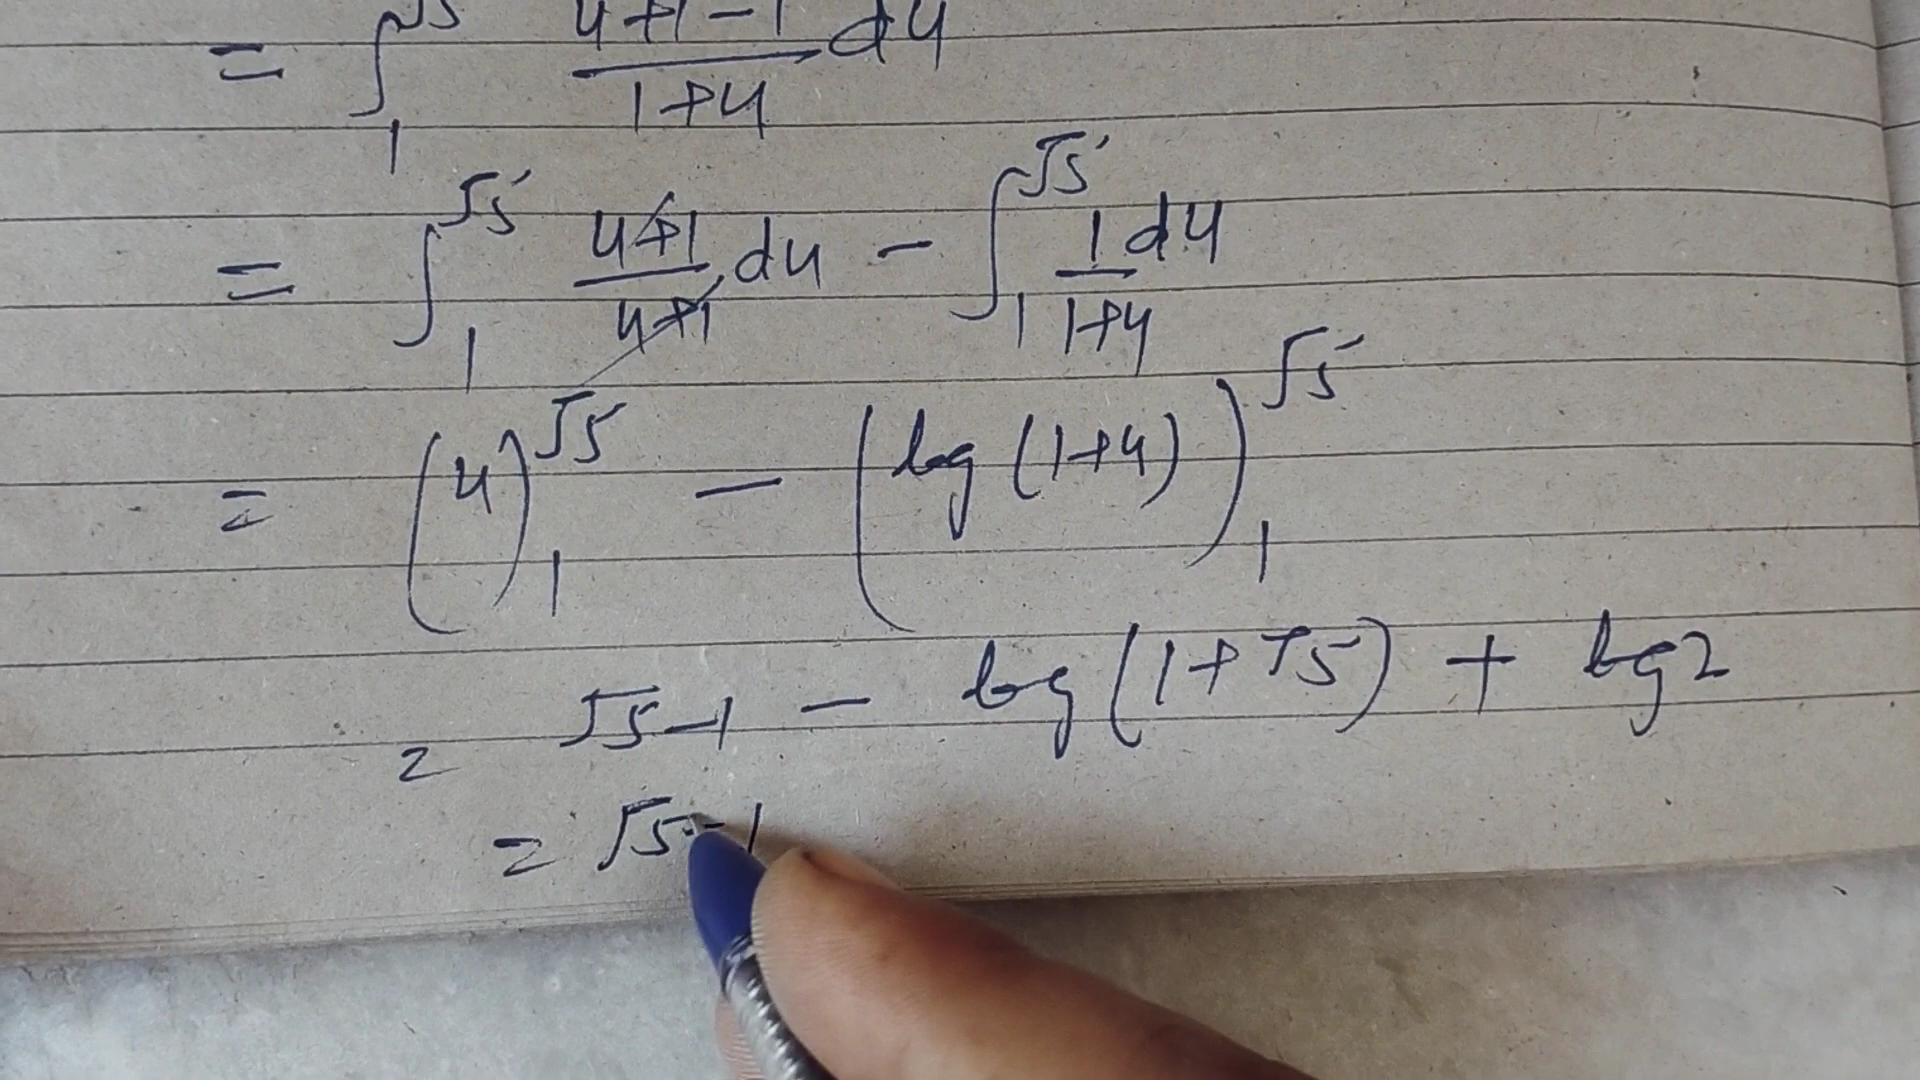 = ∫₁^√5 (u+1-1)/(1+u) du
= ∫₁^√5 (u+1)/(u+1) du - ∫₁^√5 1/(1+u) du
= (u)₁^√5 - (log(1+u))₁^√5
= √5-1 - log(1+√5) + log2
= √5-1